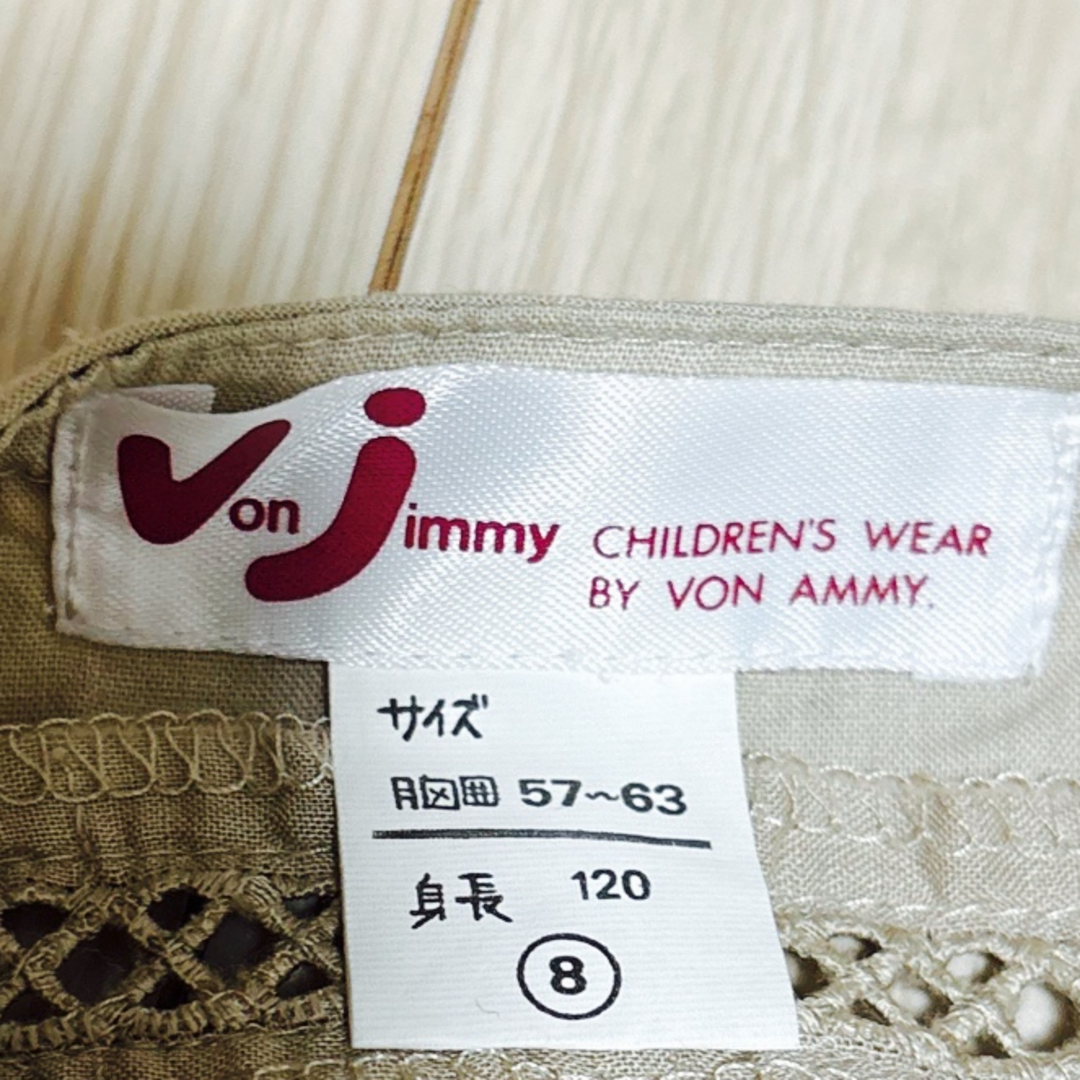 Von Jimmy
CHILDREN'S WEAR
BY VON AMMY.
サイズ
胸囲 57~63
身長 120
8